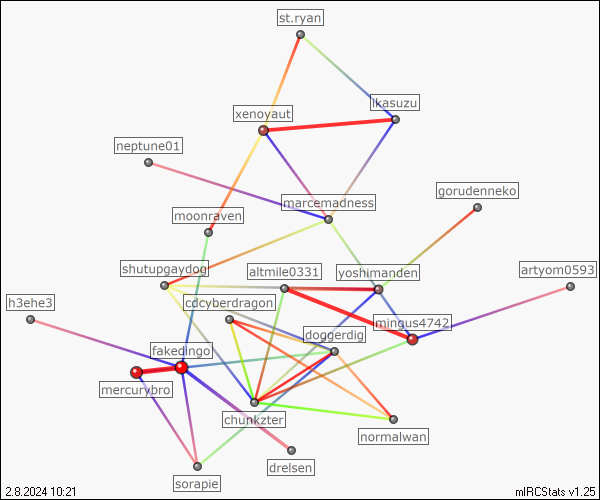 st.ryan
ikasuzu
xenoyaut
neptune01
gorudenneko
marcemadness
moonraven
shutupgaydog
altmile0331
yoshimanden
artyom0593
h3ehe3
cdcyberdragon
mingus4742
doggerdig
fakedingo
mercurybro
chunkzter
normalwan
drelsen
sorapie
2.8.2024 10:21
mIRCStats v1.25